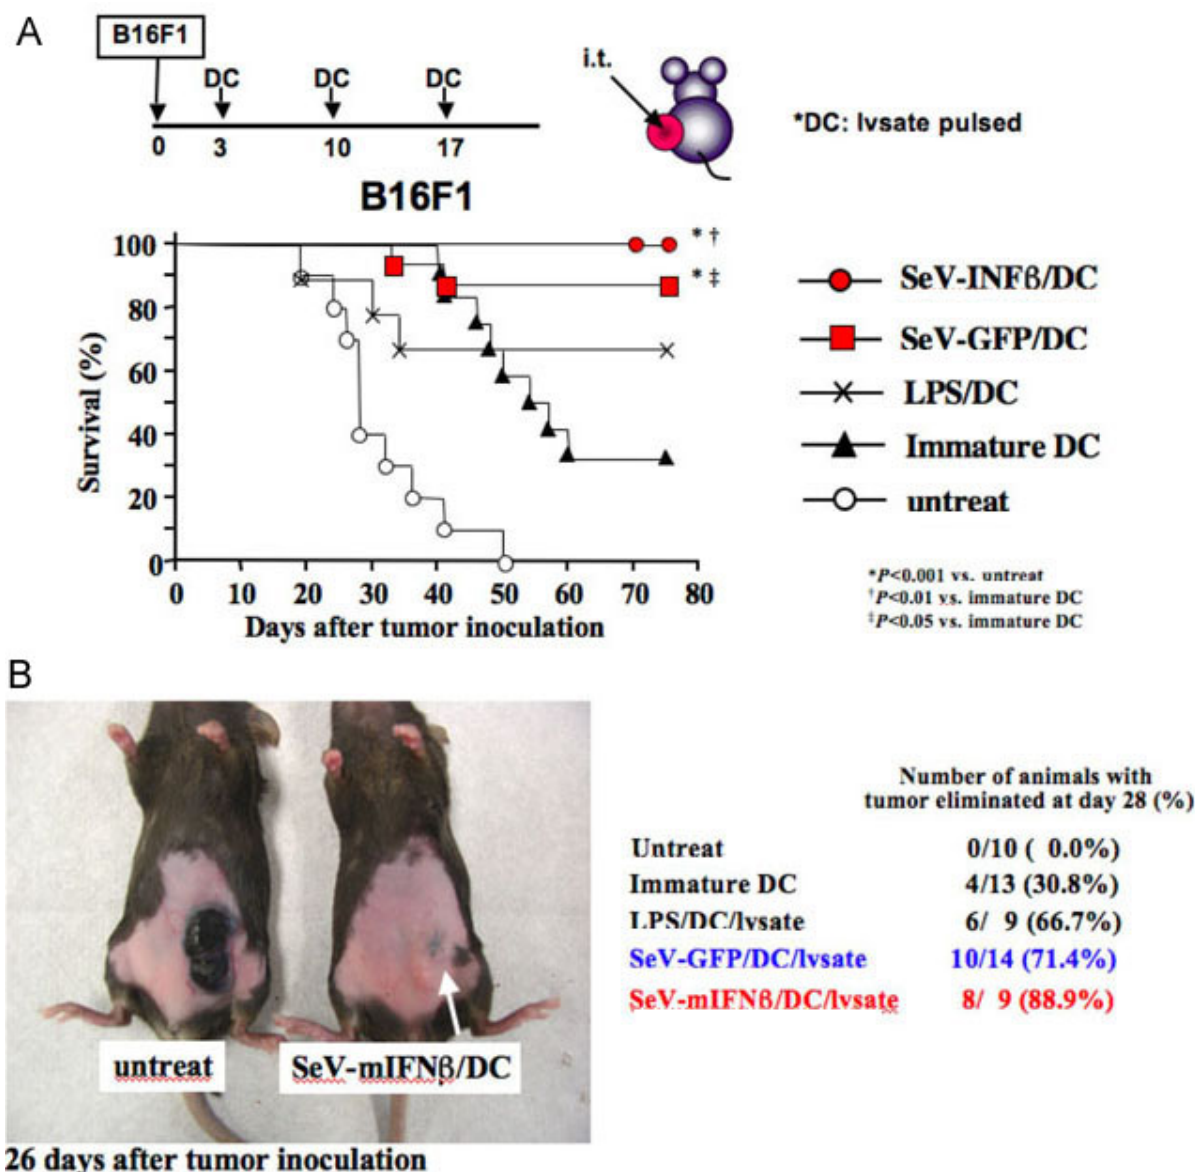 A
B16F1
DC DC DC
0 3 10 17
i.t.
*DC: lvsate pulsed
B16F1
Survival (%)
100
80
60
40
20
0
0 10 20 30 40 50 60 70 80
Days after tumor inoculation
* †
* ‡
SeV-INFβ/DC
SeV-GFP/DC
LPS/DC
Immature DC
untreat
*P<0.001 vs. untreat
†P<0.01 vs. immature DC
‡P<0.05 vs. immature DC
B
untreat
SeV-mIFNβ/DC
26 days after tumor inoculation
Number of animals with
tumor eliminated at day 28 (%)
Untreat 0/10 ( 0.0%)
Immature DC 4/13 (30.8%)
LPS/DC/lvsate 6/ 9 (66.7%)
SeV-GFP/DC/lvsate 10/14 (71.4%)
SeV-mIFNβ/DC/lvsate 8/ 9 (88.9%)